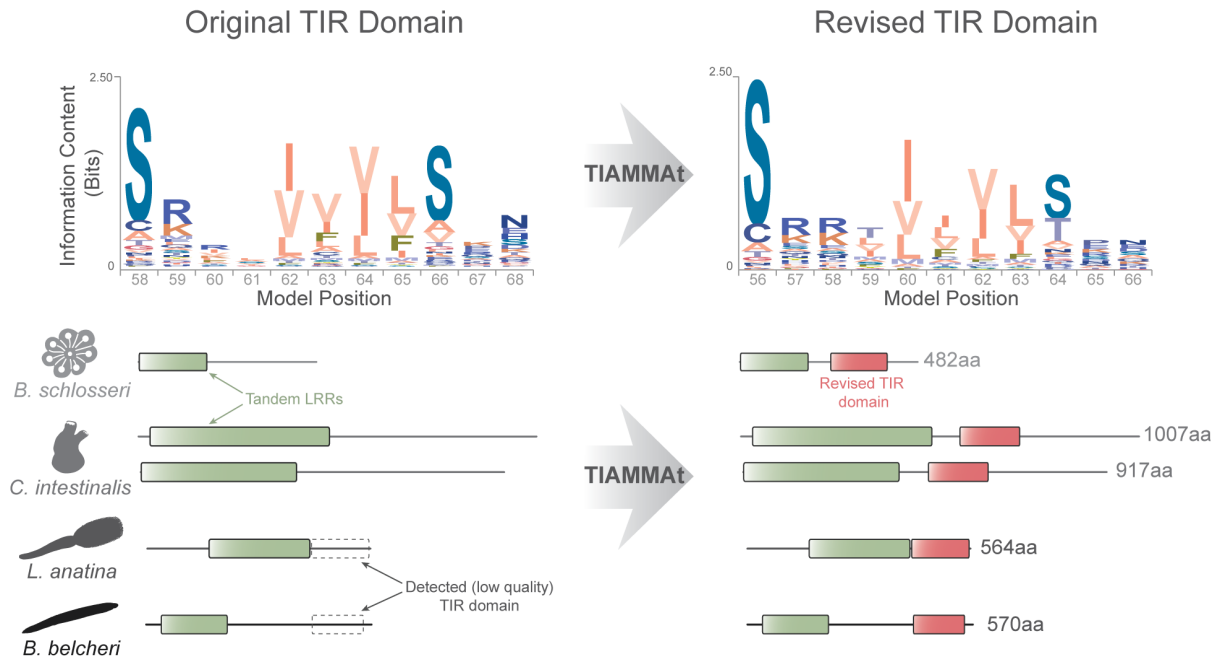 Original TIR Domain
Revised TIR Domain
Information Content
(Bits)
2.50
0
58 59 60 61 62 63 64 65 66 67 68
Model Position
TIAMMAt
2.50
0
56 57 58 59 60 61 62 63 64 65 66
Model Position
B. schlosseri
Tandem LRRs
482aa
Revised TIR
domain
C. intestinalis
TIAMMAt
1007aa
917aa
L. anatina
Detected (low quality)
TIR domain
564aa
B. belcheri
570aa